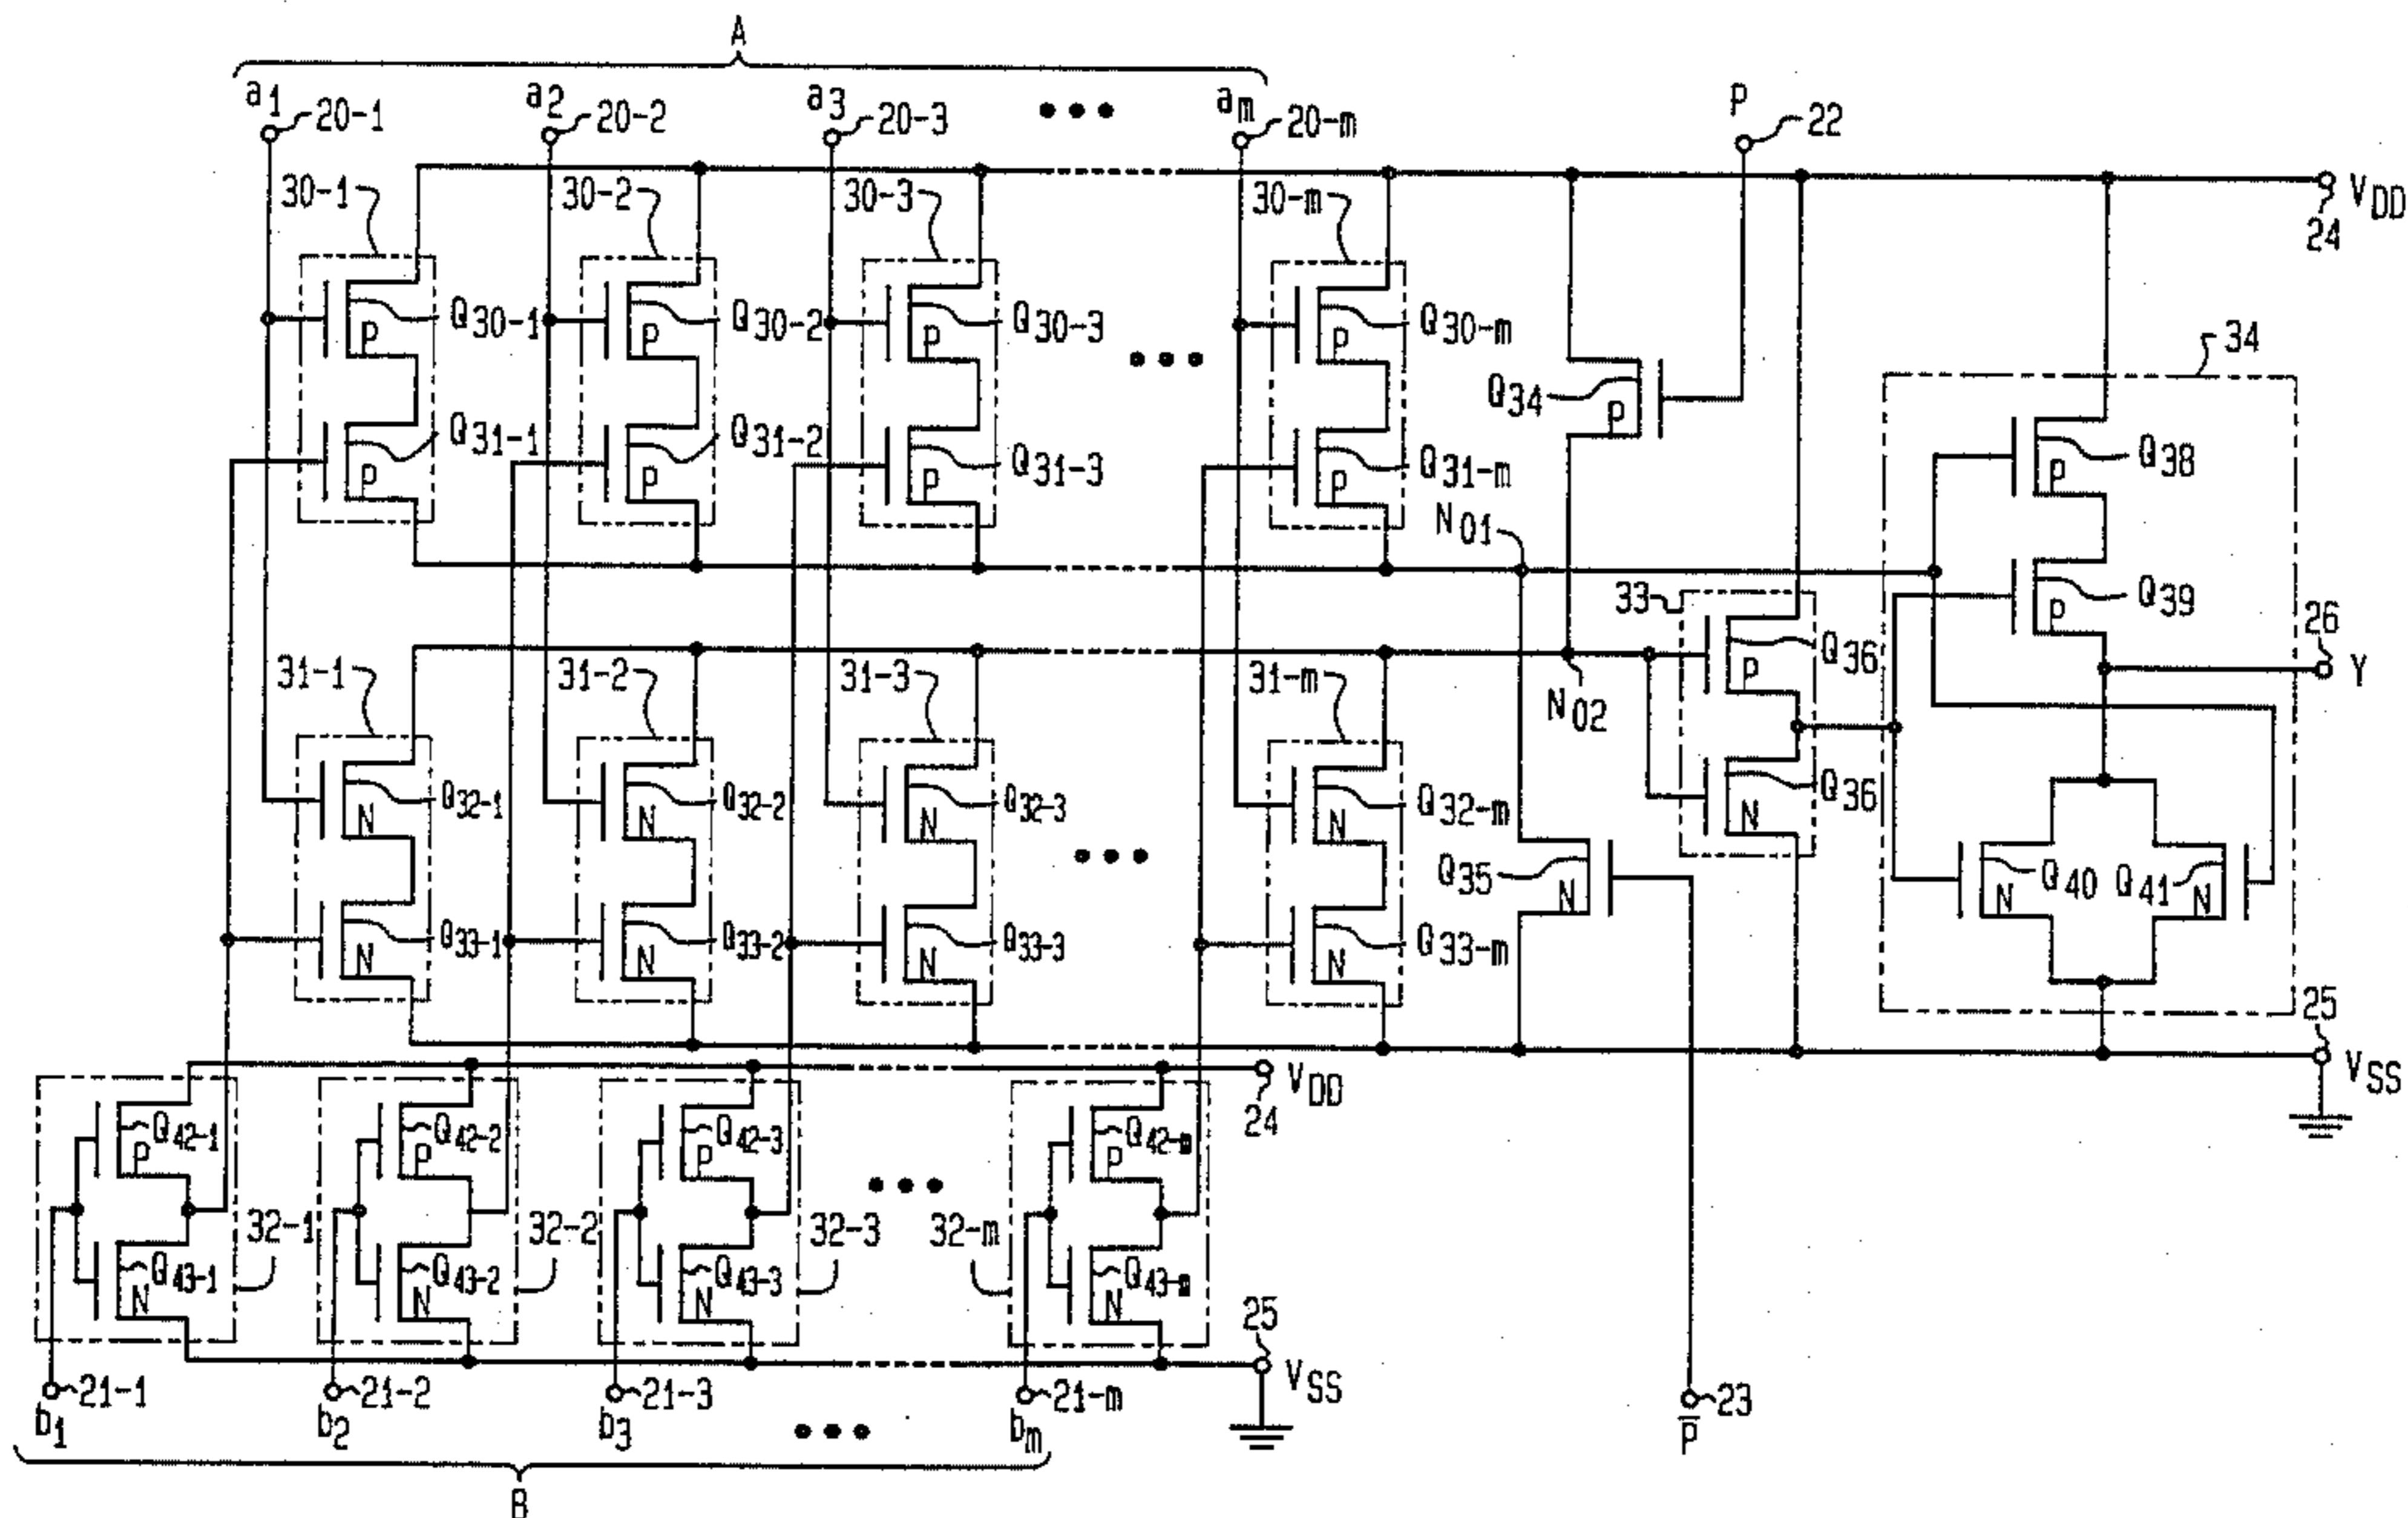 A
a1 a2 a3 ••• am P
20-1 20-2 20-3 20-m 22
30-1 30-2 30-3 30-m VDD
24
34
P Q30-1 P Q30-2 P Q30-3 ••• P Q30-m
Q34 P
P Q38
P Q31-1 P Q31-2 P Q31-3 P Q31-m
N01
P Q39
33
26
31-1 31-2 31-3 31-m
P Q36
Y
N02
N Q32-1 N Q32-2 N Q32-3 ••• N Q32-m
N Q36
Q35 N
N Q40 Q41 N
N Q33-1 N Q33-2 N Q33-3 N Q33-m
25
VDD
24
VSS
P Q42-1 P Q42-2 P Q42-3 ••• P Q42-m
32-1 32-2 32-3 32-m
N Q43-1 N Q43-2 N Q43-3 N Q43-m
25
VSS
21-1 21-2 21-3 21-m 23
b1 b2 b3 ••• bm P̅
B